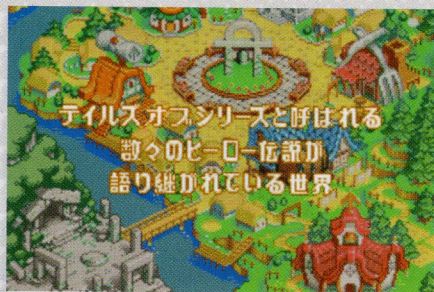 テイルズ オブシリーズと呼ばれる
数々のヒーロー伝説が
語り継がれている世界